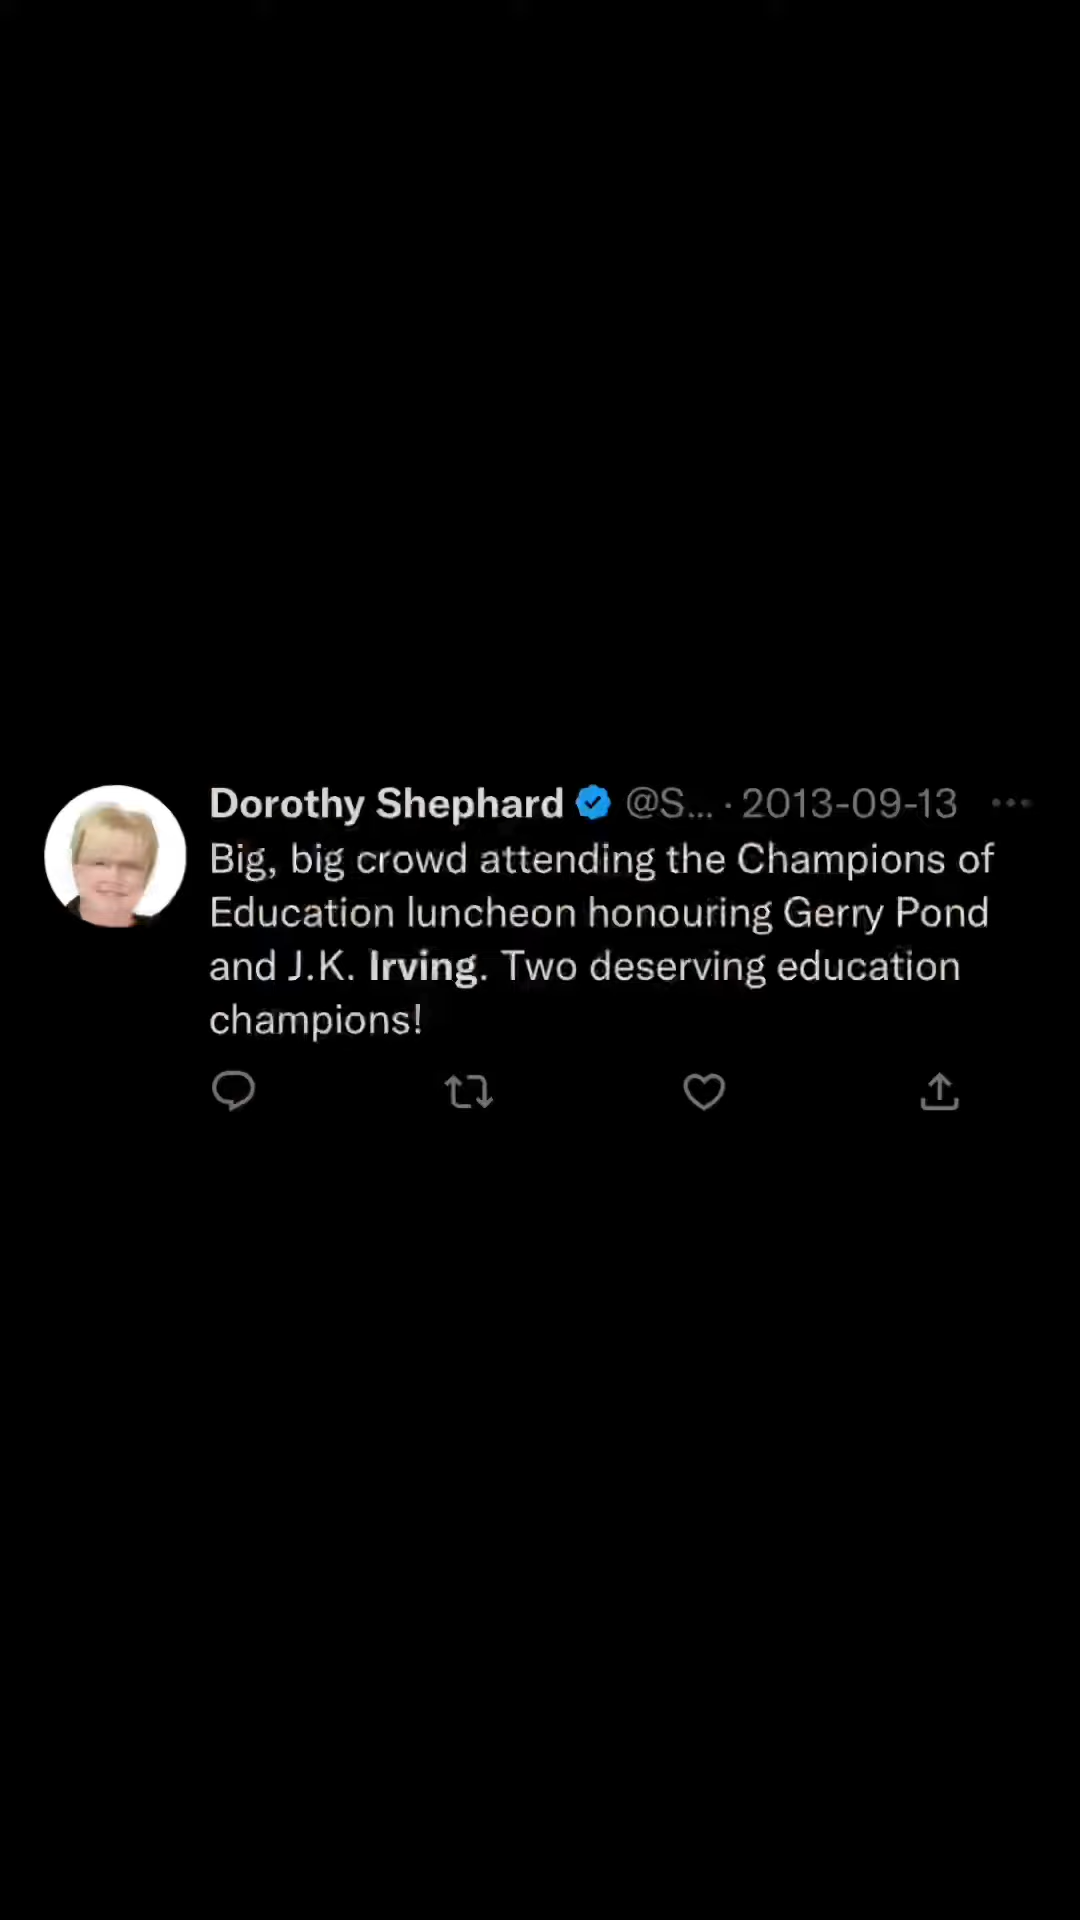 Dorothy Shephard @S... · 2013-09-13
Big, big crowd attending the Champions of
Education luncheon honouring Gerry Pond
and J.K. Irving. Two deserving education
champions!